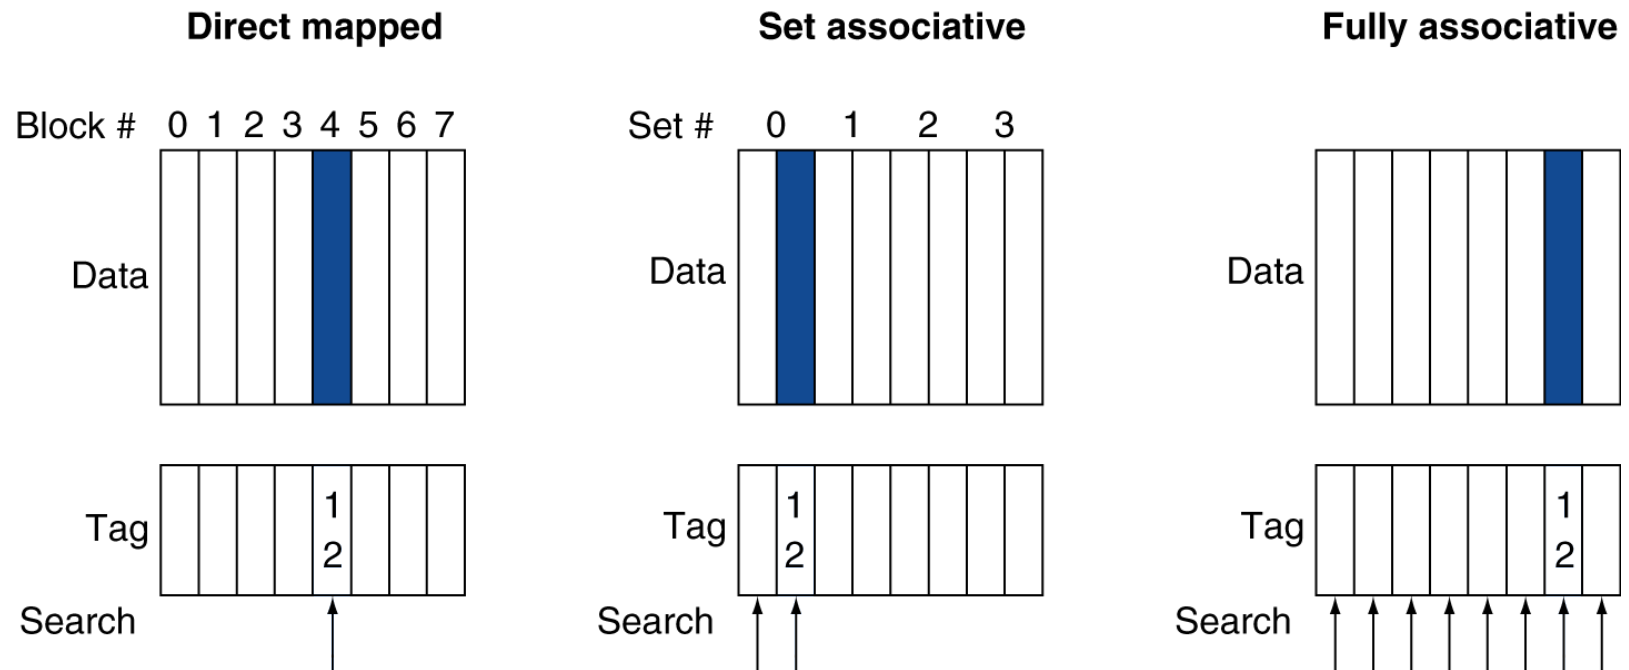 Direct mapped
Set associative
Fully associative
Block # 0 1 2 3 4 5 6 7
Set # 0 1 2 3
Data
Data
Data
Tag
1
2
Tag
1
2
Tag
1
2
Search
Search
Search